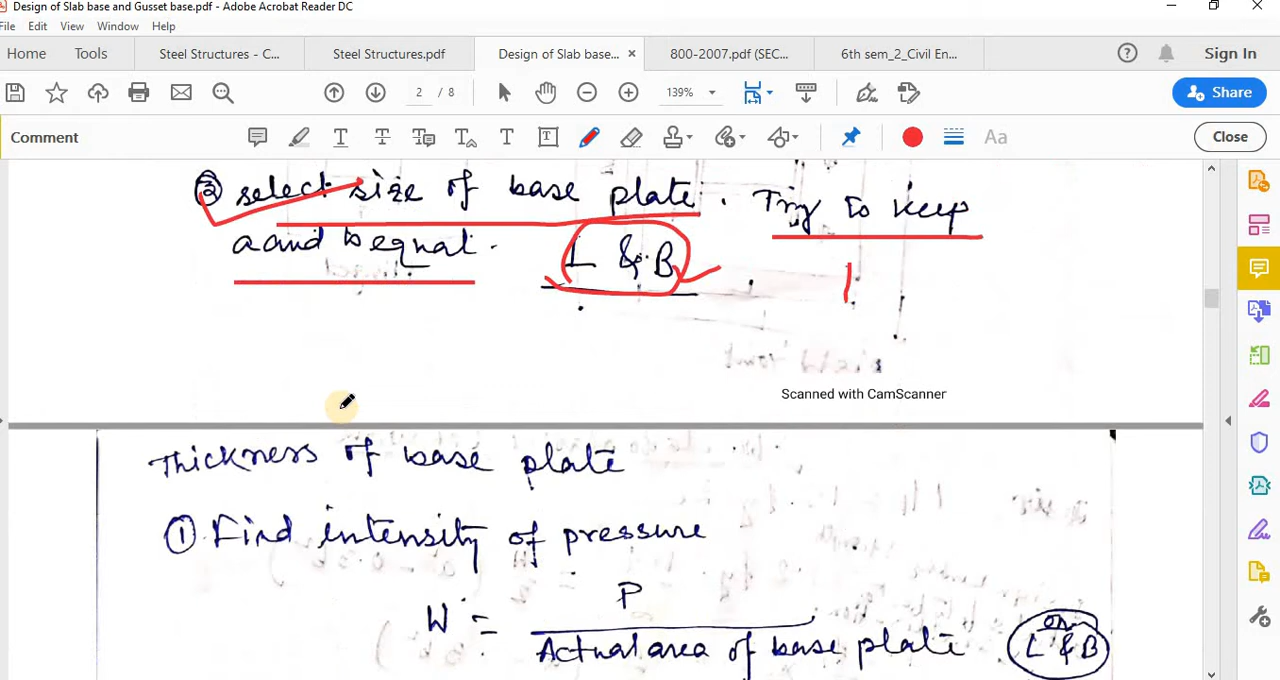 Design of Slab base and Gusset base.pdf - Adobe Acrobat Reader DC
File Edit View Window Help
Home Tools Steel Structures - C... Steel Structures.pdf Design of Slab base... × 800-2007.pdf (SEC... 6th sem_2_Civil En... Sign In
2 / 8 139% Share
Comment Aa Close
③ select size of base plate. Try to keep
a and b equal. L & B
Scanned with CamScanner
Thickness of base plate
① Find intensity of pressure
P
W =
Actual area of base plate L & B